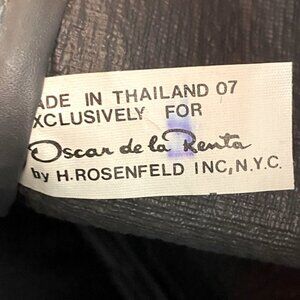 ADE IN THAILAND 07
XCLUSIVELY FOR
Oscar de la Renta
by H.ROSENFELD INC, N.Y.C.